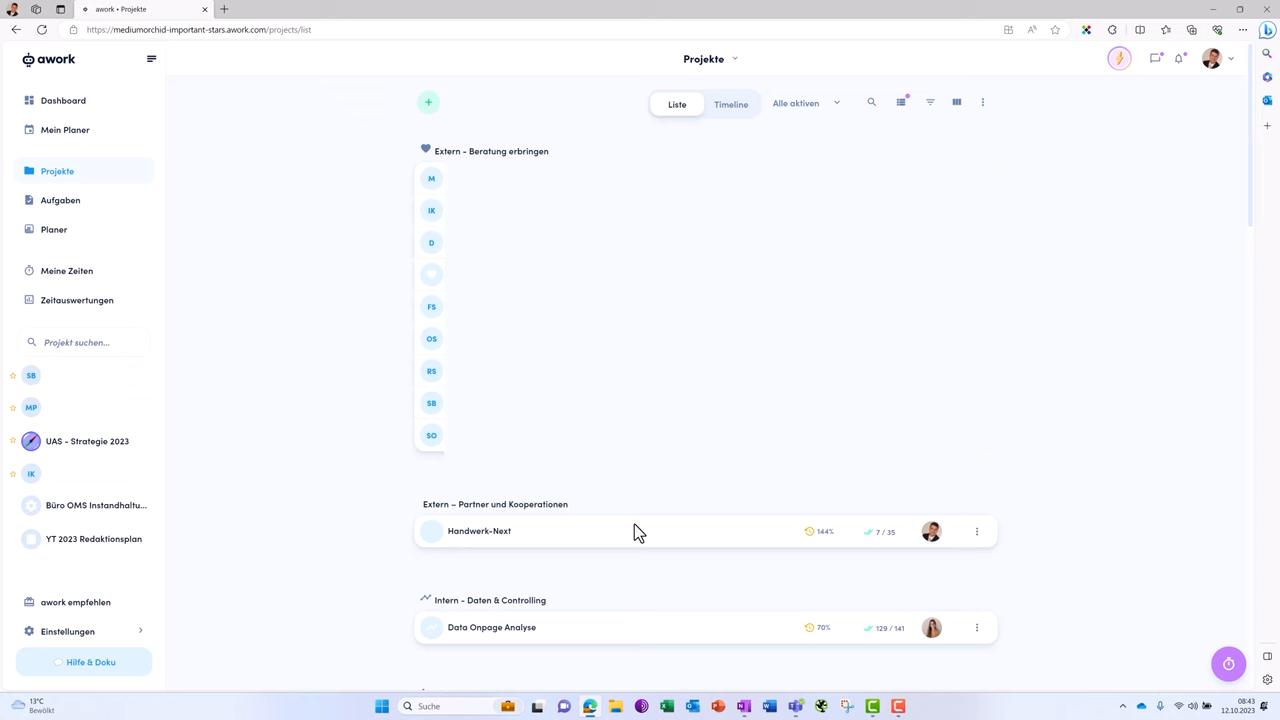 awork • Projekte
https://mediumorchid-important-stars.awork.com/projects/list
awork
Projekte
Dashboard
Mein Planer
Projekte
Aufgaben
Planer
Meine Zeiten
Zeitauswertungen
Projekt suchen...
SB
MP
UAS - Strategie 2023
IK
Büro OMS Instandhaltu...
YT 2023 Redaktionsplan
awork empfehlen
Einstellungen
Hilfe & Doku
Liste
Timeline
Alle aktiven
Extern - Beratung erbringen
M
IK
D
FS
OS
RS
SB
SO
Extern – Partner und Kooperationen
Handwerk-Next
144%
7 / 35
Intern - Daten & Controlling
Data Onpage Analyse
70%
129 / 141
13°C
Bewölkt
Suche
08:43
12.10.2023